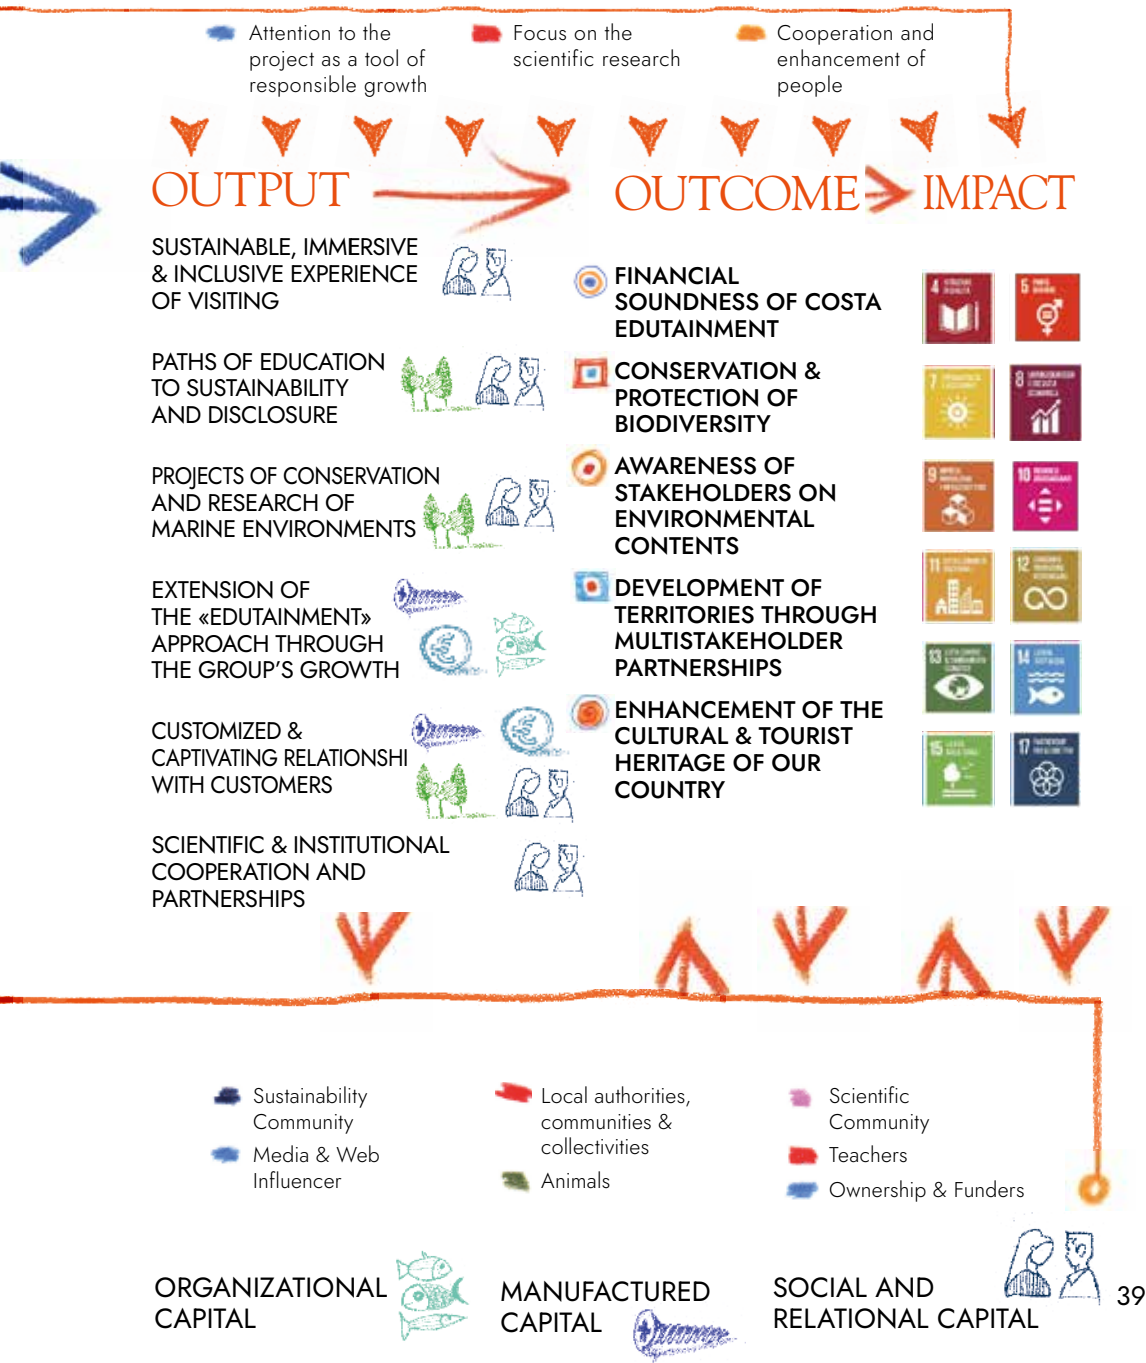 Attention to the
project as a tool of
responsible growth
Focus on the
scientific research
Cooperation and
enhancement of
people
OUTPUT
OUTCOME
IMPACT
SUSTAINABLE, IMMERSIVE
& INCLUSIVE EXPERIENCE
OF VISITING
PATHS OF EDUCATION
TO SUSTAINABILITY
AND DISCLOSURE
PROJECTS OF CONSERVATION
AND RESEARCH OF
MARINE ENVIRONMENTS
EXTENSION OF
THE «EDUTAINMENT»
APPROACH THROUGH
THE GROUP'S GROWTH
CUSTOMIZED &
CAPTIVATING RELATIONSHI
WITH CUSTOMERS
SCIENTIFIC & INSTITUTIONAL
COOPERATION AND
PARTNERSHIPS
FINANCIAL
SOUNDNESS OF COSTA
EDUTAINMENT
CONSERVATION &
PROTECTION OF
BIODIVERSITY
AWARENESS OF
STAKEHOLDERS ON
ENVIRONMENTAL
CONTENTS
DEVELOPMENT OF
TERRITORIES THROUGH
MULTISTAKEHOLDER
PARTNERSHIPS
ENHANCEMENT OF THE
CULTURAL & TOURIST
HERITAGE OF OUR
COUNTRY
4
5
7
8
9
10
11
12
13
14
15
17
Sustainability
Community
Media & Web
Influencer
Local authorities,
communities &
collectivities
Animals
Scientific
Community
Teachers
Ownership & Funders
ORGANIZATIONAL
CAPITAL
MANUFACTURED
CAPITAL
SOCIAL AND
RELATIONAL CAPITAL
39